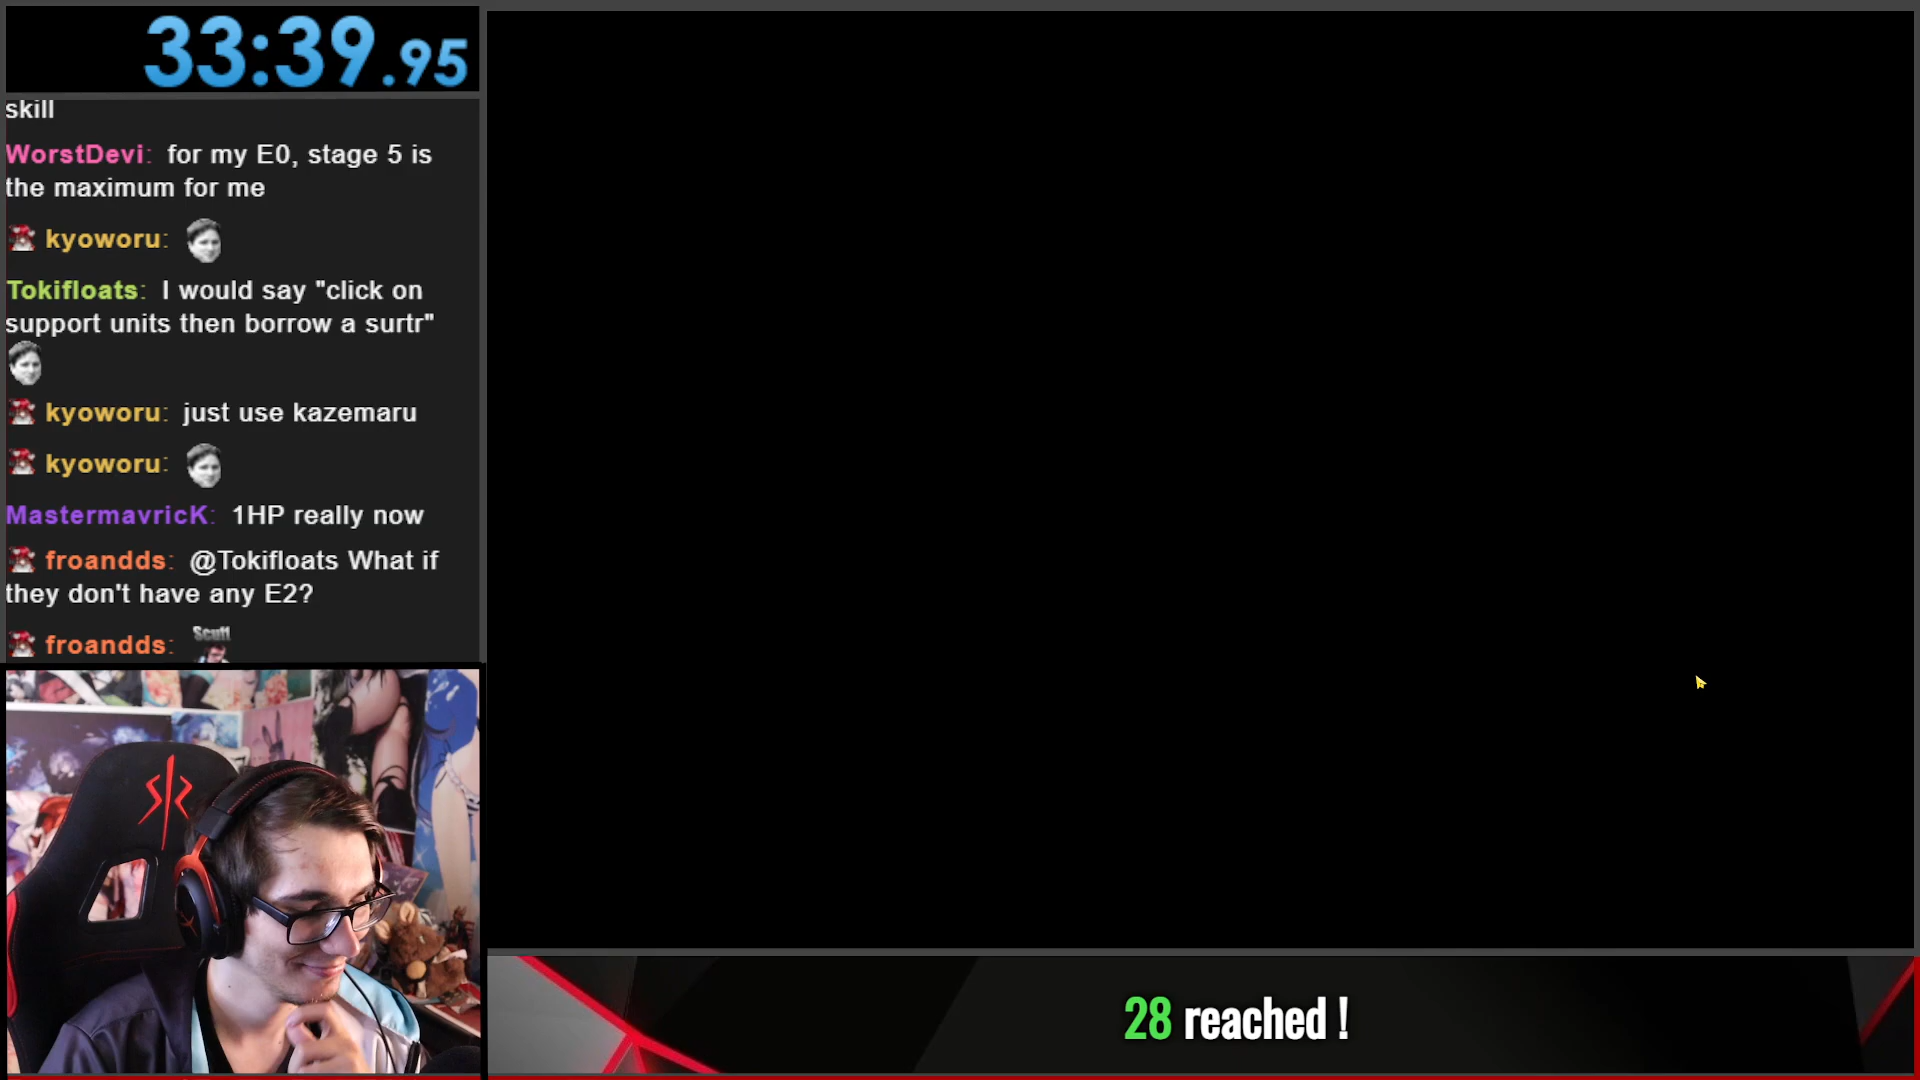 33:39.95
skill
WorstDevi: for my E0, stage 5 is
the maximum for me
kyoworu:
Tokifloats: I would say "click on
support units then borrow a surtr"
kyoworu: just use kazemaru
kyoworu:
MastermavricK: 1HP really now
froandds: @Tokifloats What if
they don't have any E2?
froandds: Scuff
28 reached !